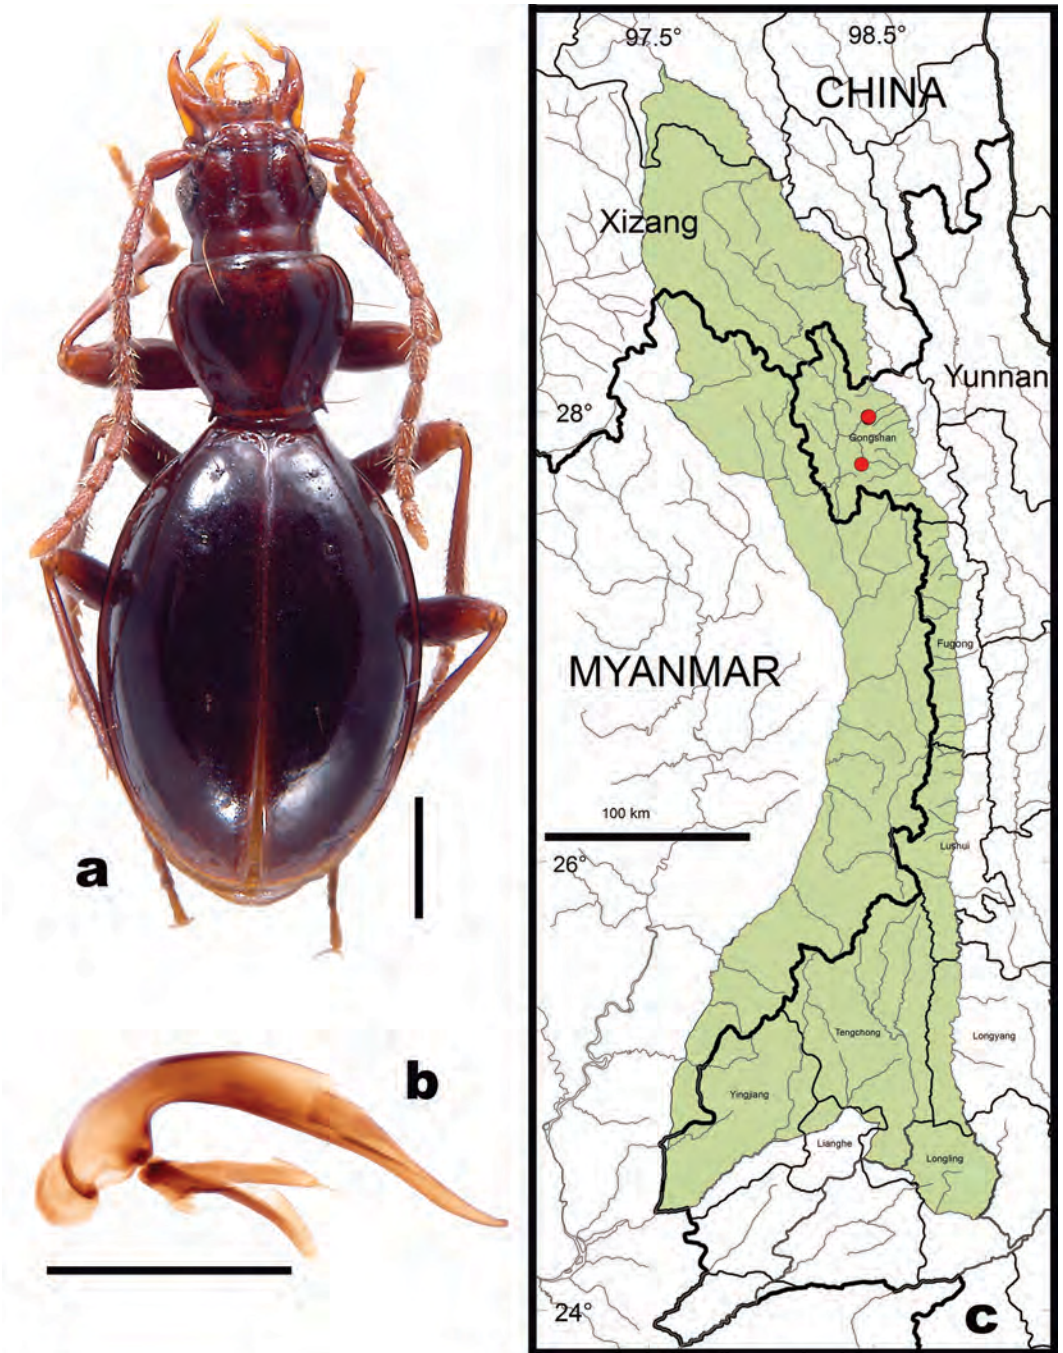 a
b
97.5°
98.5°
CHINA
Xizang
Yunnan
28°
Gongshan
Fugong
MYANMAR
100 km
Lushui
26°
Tengchong
Longyang
Yingjiang
Lianghe
Longling
24°
c